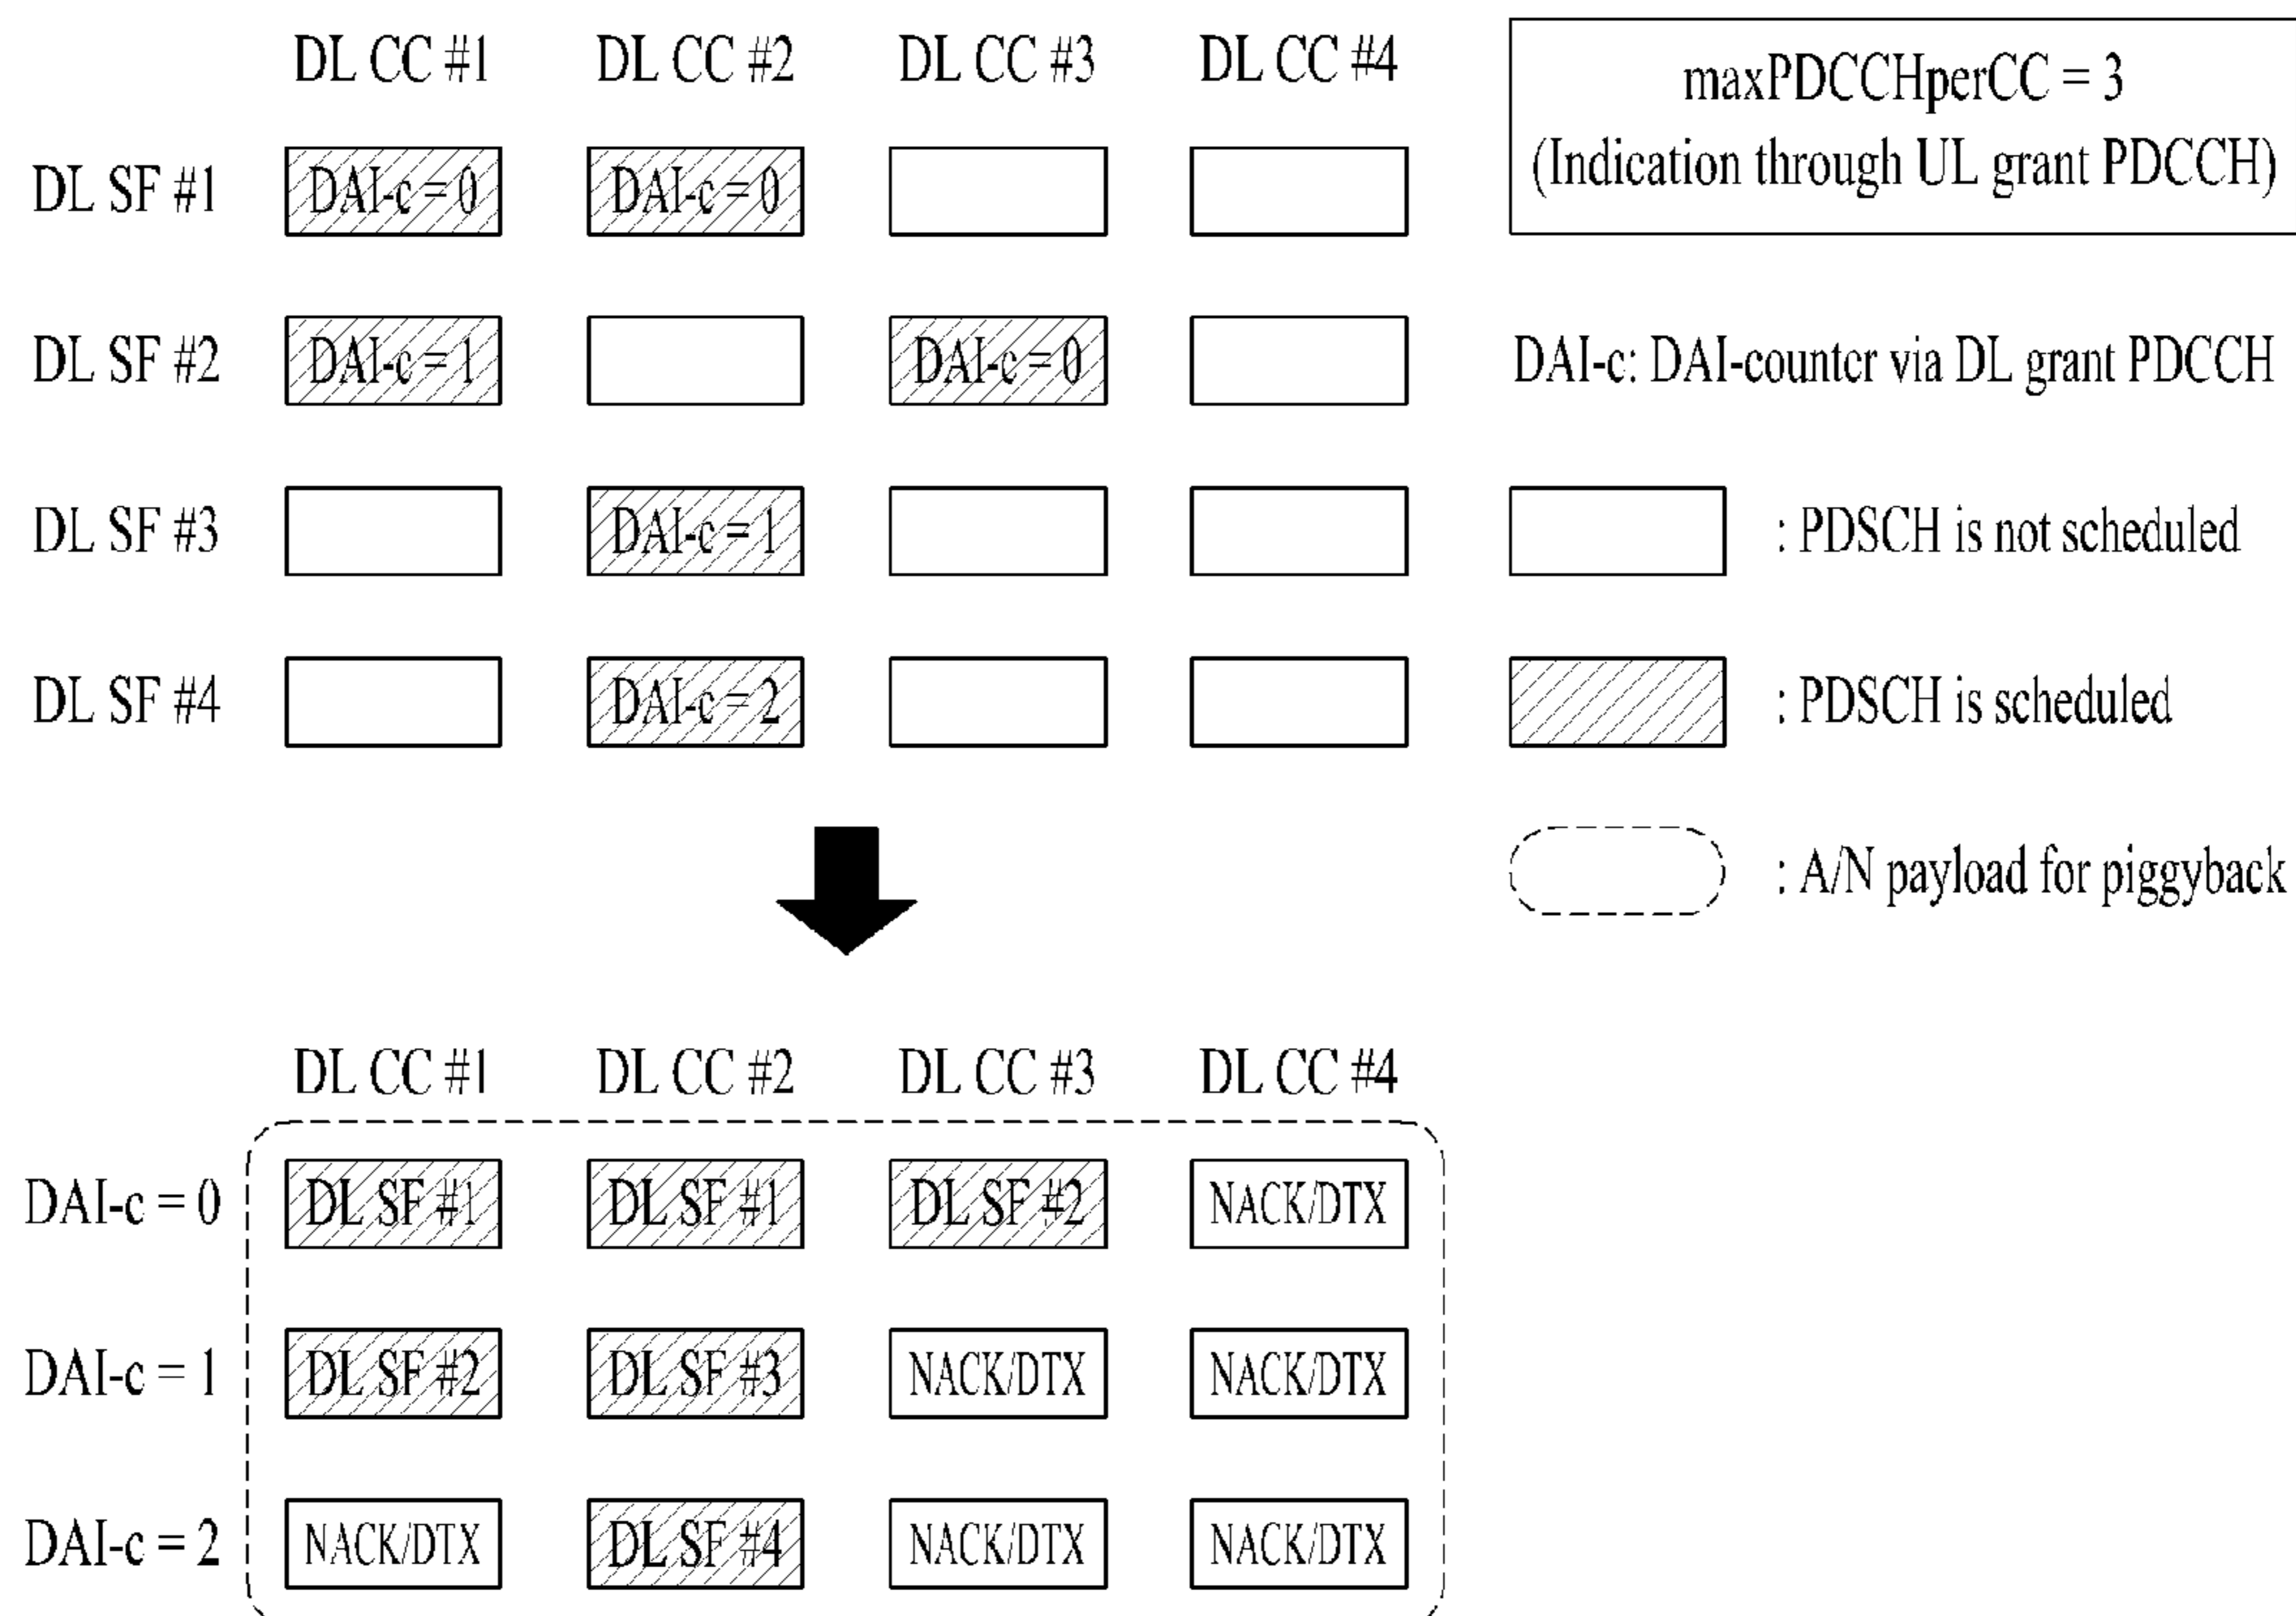 DL CC #1 DL CC #2 DL CC #3 DL CC #4
maxPDCCHperCC = 3
(Indication through UL grant PDCCH)
DL SF #1 DAI-c = 0 DAI-c = 0
DL SF #2 DAI-c = 1 DAI-c = 0
DAI-c: DAI-counter via DL grant PDCCH
DL SF #3 DAI-c = 1
: PDSCH is not scheduled
DL SF #4 DAI-c = 2
: PDSCH is scheduled
: A/N payload for piggyback
DL CC #1 DL CC #2 DL CC #3 DL CC #4
DAI-c = 0 DL SF #1 DL SF #1 DL SF #2 NACK/DTX
DAI-c = 1 DL SF #2 DL SF #3 NACK/DTX NACK/DTX
DAI-c = 2 NACK/DTX DL SF #4 NACK/DTX NACK/DTX